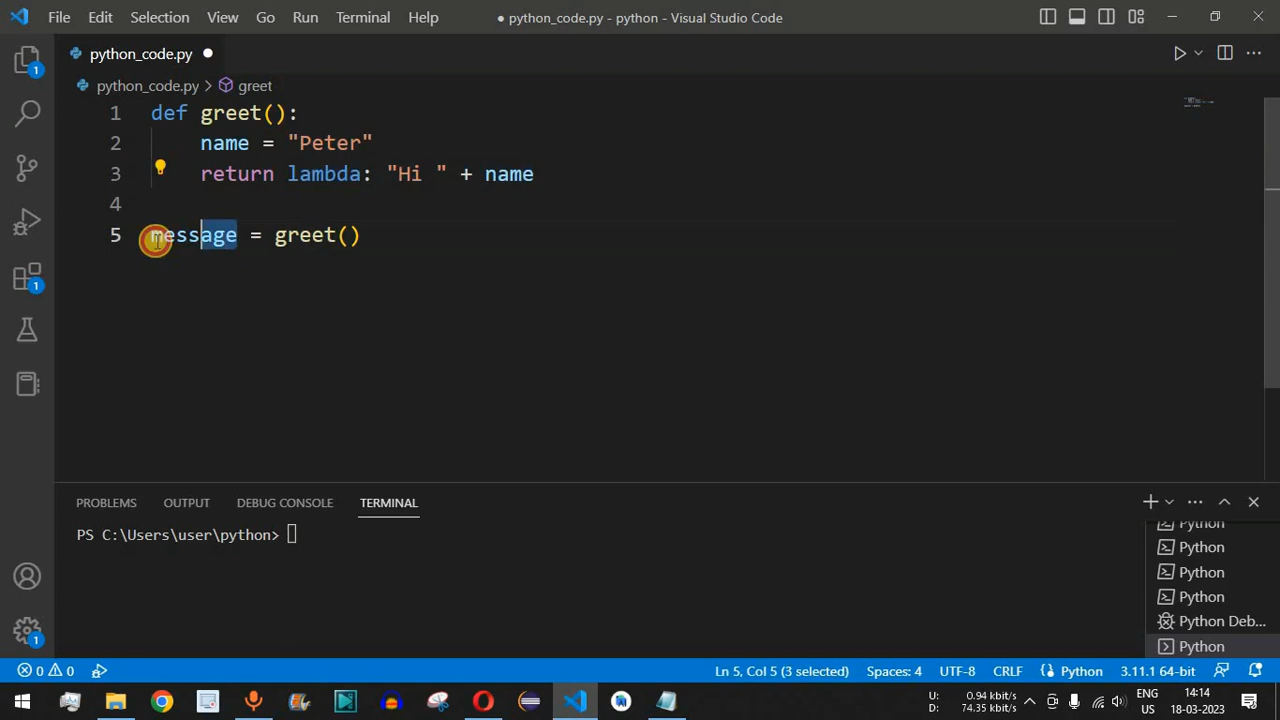 File Edit Selection View Go Run Terminal Help
● python_code.py - python - Visual Studio Code
python_code.py ●
python_code.py > greet
1 def greet():
2 name = "Peter"
3 return lambda: "Hi " + name
4
5 message = greet()
PROBLEMS OUTPUT DEBUG CONSOLE TERMINAL
PS C:\Users\user\python>
Python
Python
Python
Python
Python Deb...
Python
1
1
1
0 0
Ln 5, Col 5 (3 selected) Spaces: 4 UTF-8 CRLF Python 3.11.1 64-bit
U: 0.94 kbit/s
D: 74.35 kbit/s
ENG
US
14:14
18-03-2023